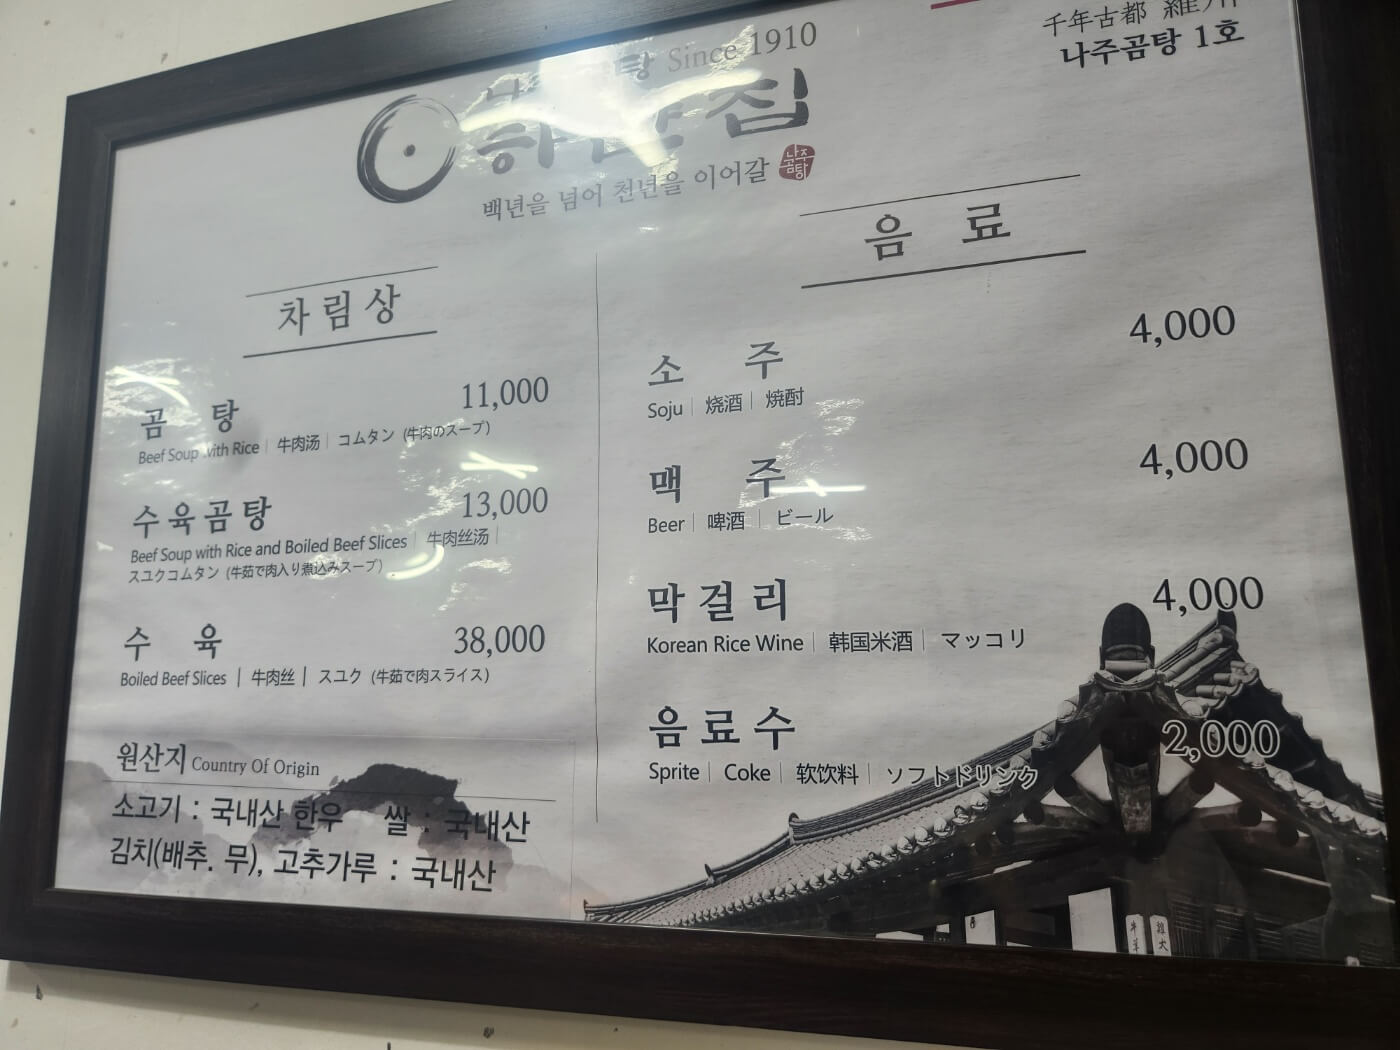 Since 1910
하얀집
백년을 넘어 천년을 이어갈
나주곰탕
千年古都
나주곰탕 1호
차림상
곰탕 11,000
Beef Soup with Rice | 牛肉汤 | コムタン (牛肉のスープ)
수육곰탕 13,000
Beef Soup with Rice and Boiled Beef Slices | 牛肉丝汤 |
スユクコムタン (牛茹で肉入り煮込みスープ)
수육 38,000
Boiled Beef Slices | 牛肉丝 | スユク (牛茹で肉スライス)
원산지 Country Of Origin
소고기 : 국내산 한우 쌀 : 국내산
김치(배추. 무), 고추가루 : 국내산
음료
소주 4,000
Soju | 烧酒 | 焼酎
맥주 4,000
Beer | 啤酒 | ビール
막걸리 4,000
Korean Rice Wine | 韩国米酒 | マッコリ
음료수 2,000
Sprite | Coke | 软饮料 | ソフトドリンク